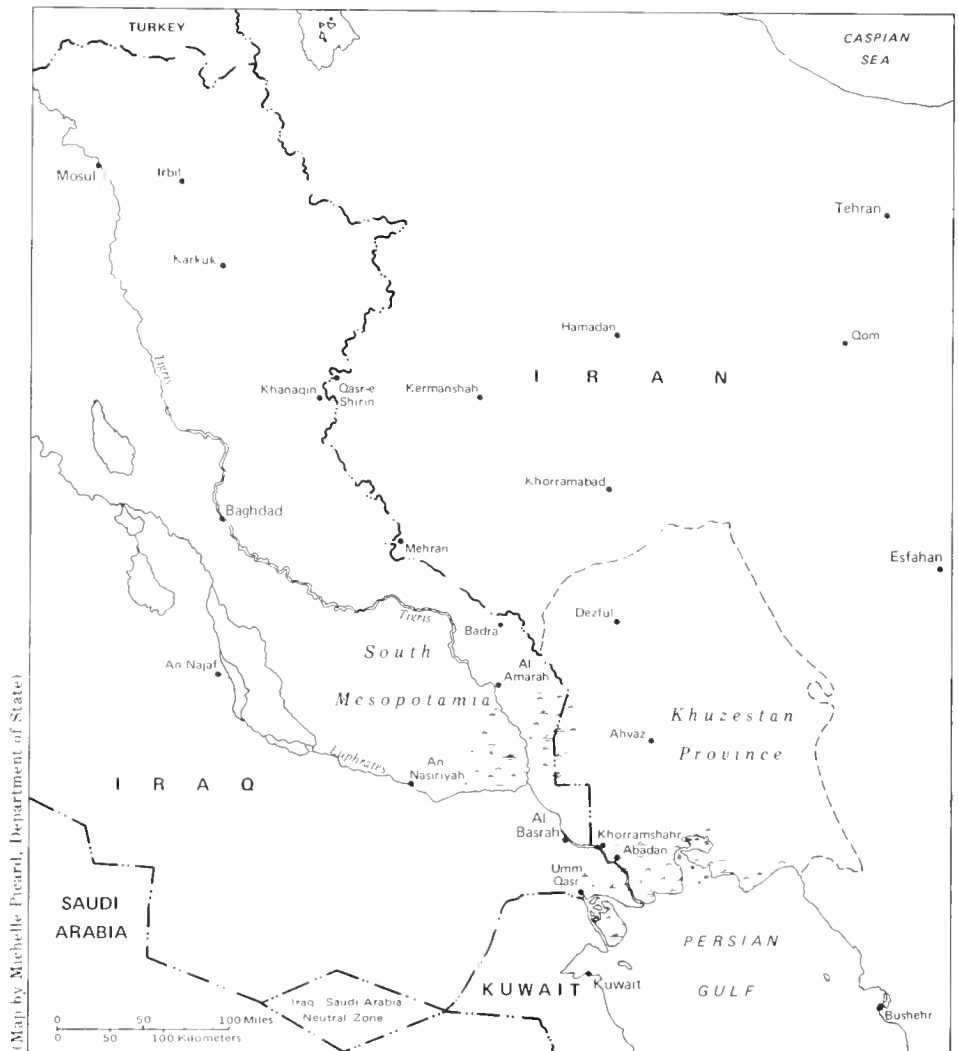 TURKEY
CASPIAN
SEA
Mosul
Irbil
Tehran
Karkuk
Hamadan
Qom
Tigris
I R A N
Khanaqin
Qasr-e
Shirin
Kermanshah
Khorramabad
Baghdad
Mehran
Esfahan
Dezful
Tigris
Badra
South
Mesopotamia
An Najaf
Al
Amarah
Khuzestan
Province
Ahvaz
Euphrates
An
Nasiriyah
I R A Q
Al
Basrah
Khorramshahr
Abadan
Umm
Qasr
SAUDI
ARABIA
PERSIAN
GULF
KUWAIT
Kuwait
Iraq Saudi Arabia
Neutral Zone
Bushehr
0 50 100 Miles
0 50 100 Kilometers
(Map by Michelle Picard, Department of State)